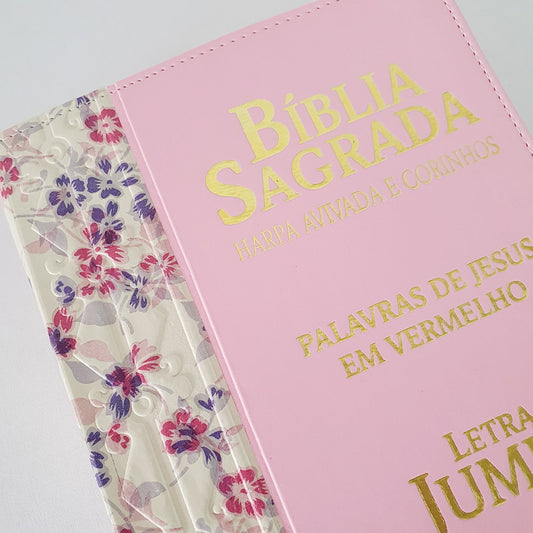 BÍBLIA
SAGRADA
HARPA AVIVADA E CORINHOS
PALAVRAS DE JESUS
EM VERMELHO
LETRA